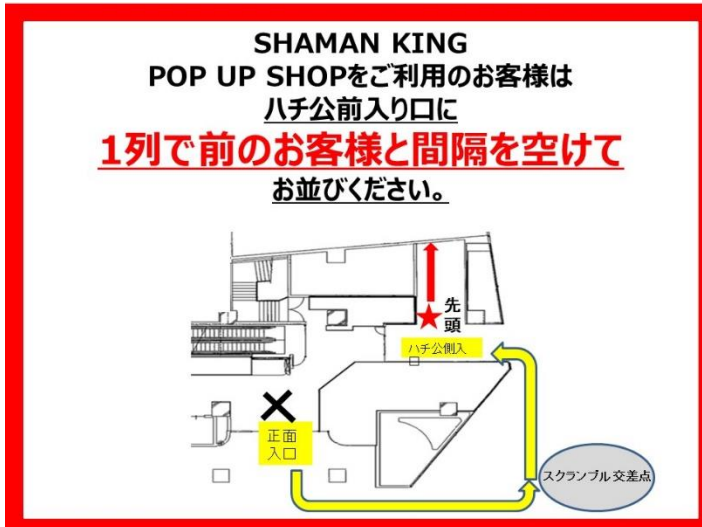 SHAMAN KING
POP UP SHOPをご利用のお客様は
ハチ公前入り口に
1列で前のお客様と間隔を空けて
お並びください。
先
頭
ハチ公側入
正面
入口
スクランブル交差点